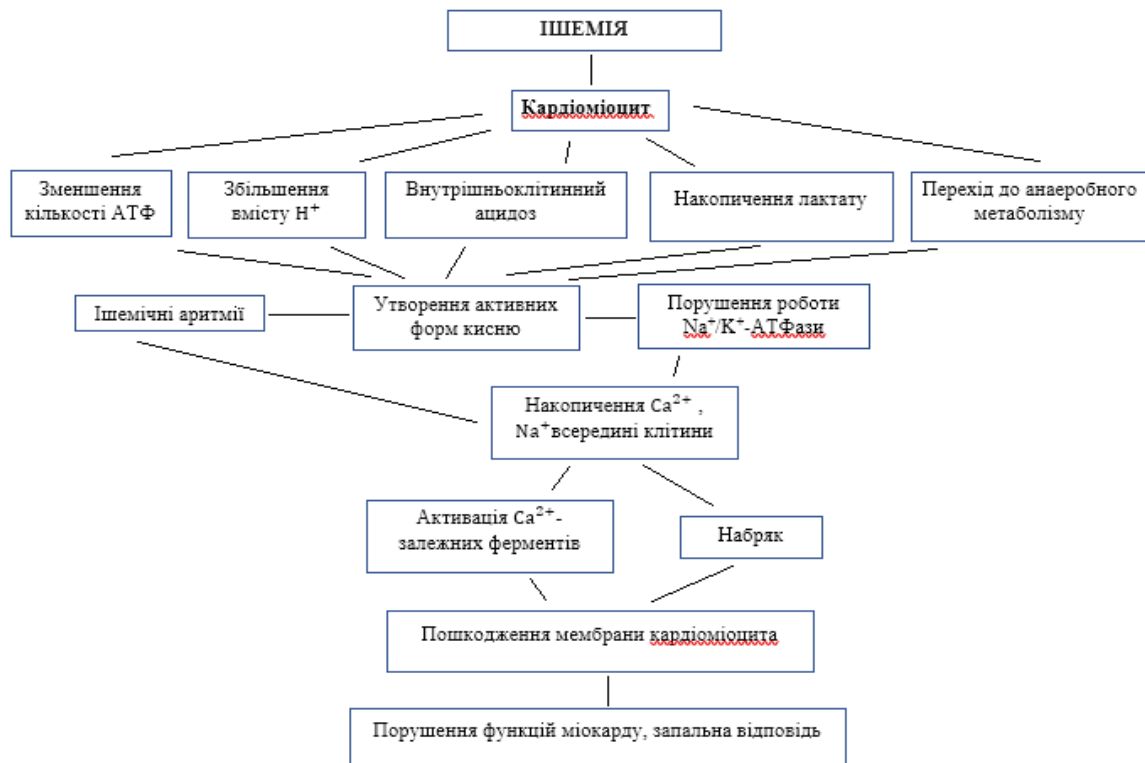 ІШЕМІЯ
Кардіоміоцит
Зменшення
кількості АТФ
Збільшення
вмісту H⁺
Внутрішньоклітинний
ацидоз
Накопичення лактату
Перехід до анаеробного
метаболізму
Ішемічні аритмії
Утворення активних
форм кисню
Порушення роботи
Na⁺/K⁺-АТФази
Накопичення Ca²⁺ ,
Na⁺всередині клітини
Активація Ca²⁺-
залежних ферментів
Набряк
Пошкодження мембрани кардіоміоцита
Порушення функцій міокарду, запальна відповідь